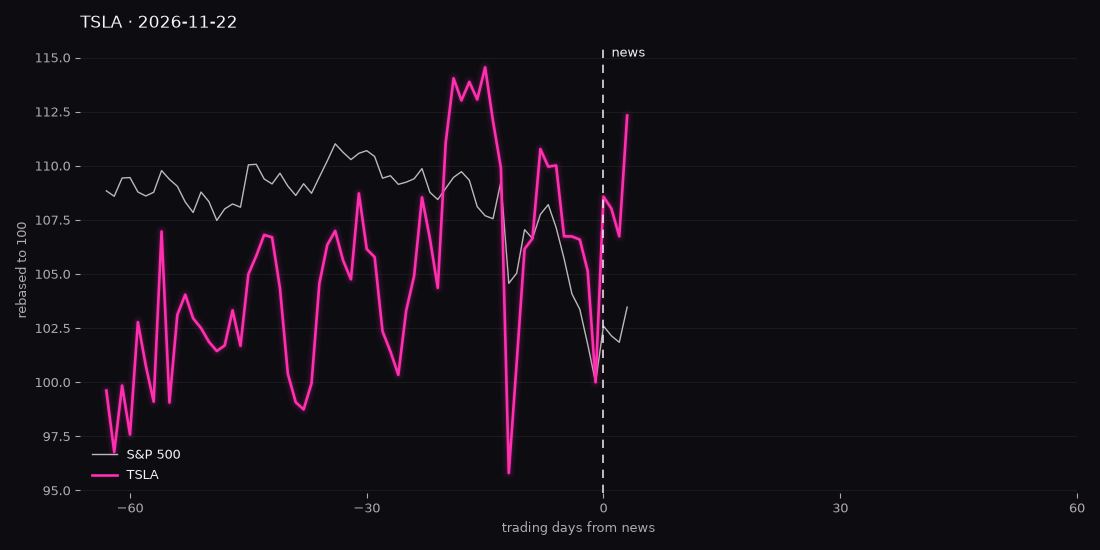 TSLA · 2026-11-22
news
115.0
112.5
110.0
107.5
105.0
102.5
100.0
97.5
95.0
rebased to 100
S&P 500
TSLA
−60
−30
0
30
60
trading days from news